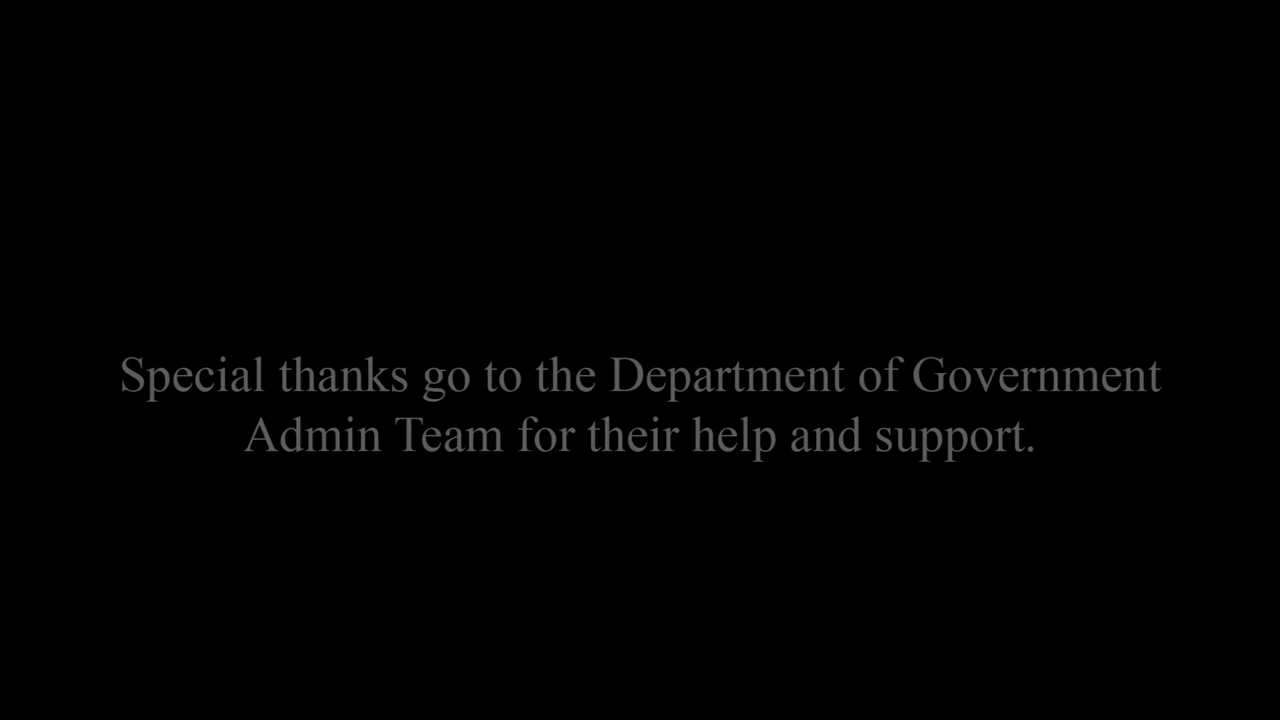 Special thanks go to the Department of Government
Admin Team for their help and support.